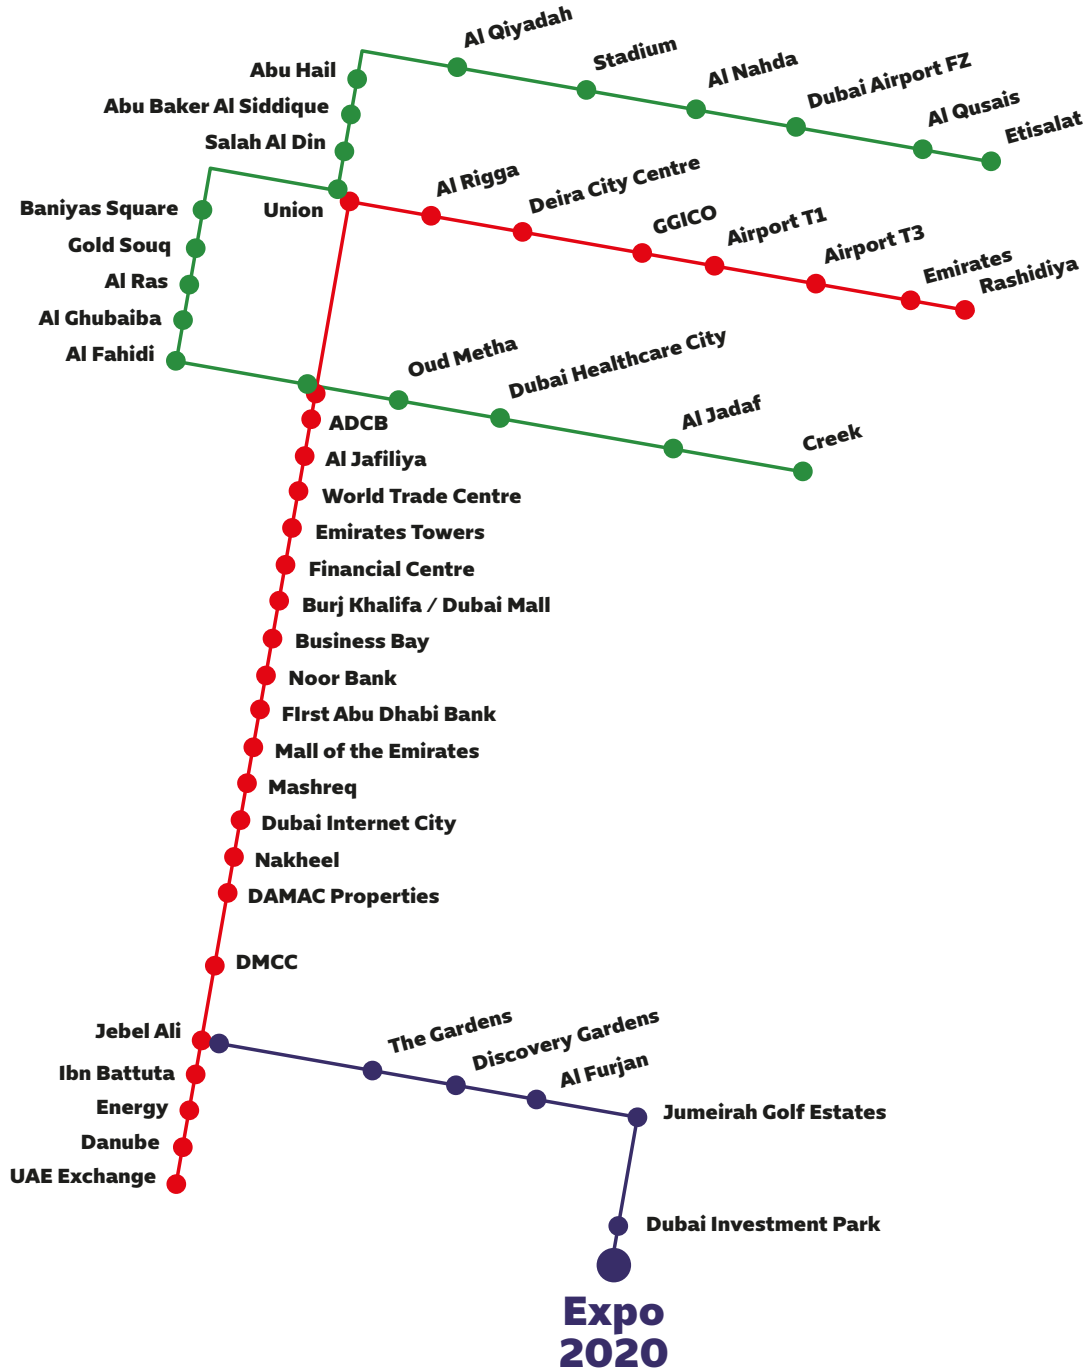 Al Qiyadah
Stadium
Al Nahda
Dubai Airport FZ
Al Qusais
Etisalat
Abu Hail
Abu Baker Al Siddique
Salah Al Din
Union
Al Rigga
Deira City Centre
GGICO
Airport T1
Airport T3
Emirates
Rashidiya
Baniyas Square
Gold Souq
Al Ras
Al Ghubaiba
Al Fahidi
Oud Metha
Dubai Healthcare City
Al Jadaf
Creek
ADCB
Al Jafiliya
World Trade Centre
Emirates Towers
Financial Centre
Burj Khalifa / Dubai Mall
Business Bay
Noor Bank
FIrst Abu Dhabi Bank
Mall of the Emirates
Mashreq
Dubai Internet City
Nakheel
DAMAC Properties
DMCC
Jebel Ali
Ibn Battuta
Energy
Danube
UAE Exchange
The Gardens
Discovery Gardens
Al Furjan
Jumeirah Golf Estates
Dubai Investment Park
Expo
2020